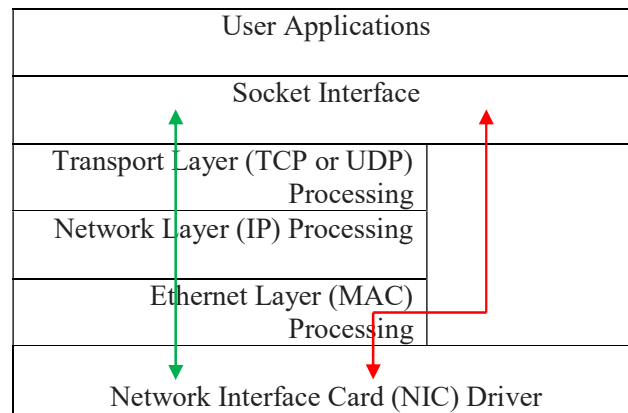 User Applications
Socket Interface
Transport Layer (TCP or UDP)
Processing
Network Layer (IP) Processing
Ethernet Layer (MAC)
Processing
Network Interface Card (NIC) Driver